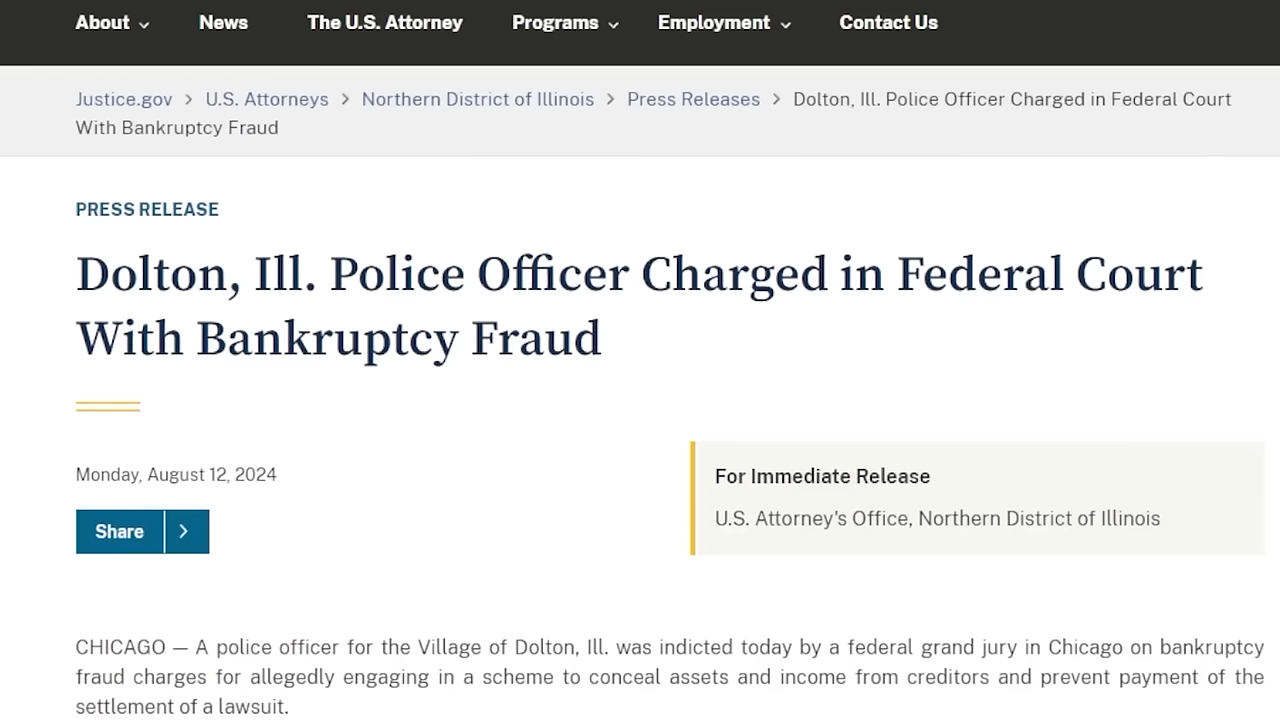 About News The U.S. Attorney Programs Employment Contact Us
Justice.gov > U.S. Attorneys > Northern District of Illinois > Press Releases > Dolton, Ill. Police Officer Charged in Federal Court
With Bankruptcy Fraud
PRESS RELEASE
Dolton, Ill. Police Officer Charged in Federal Court
With Bankruptcy Fraud
Monday, August 12, 2024
Share >
For Immediate Release
U.S. Attorney's Office, Northern District of Illinois
CHICAGO — A police officer for the Village of Dolton, Ill. was indicted today by a federal grand jury in Chicago on bankruptcy
fraud charges for allegedly engaging in a scheme to conceal assets and income from creditors and prevent payment of the
settlement of a lawsuit.